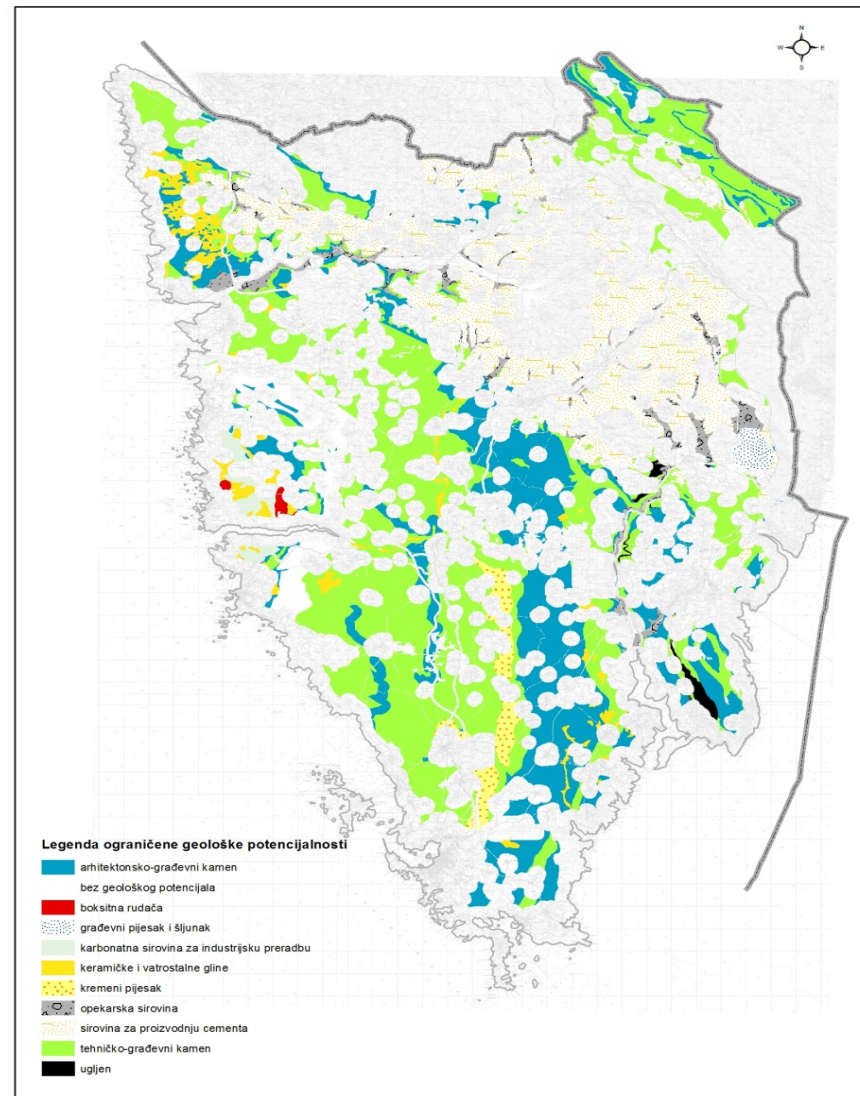 N
W E
S
Legenda ograničene geološke potencijalnosti
arhitektonsko-građevni kamen
bez geološkog potencijala
boksitna rudača
građevni pijesak i šljunak
karbonatna sirovina za industrijsku preradbu
keramičke i vatrostalne gline
kremeni pijesak
opekarska sirovina
sirovina za proizvodnju cementa
tehničko-građevni kamen
ugljen